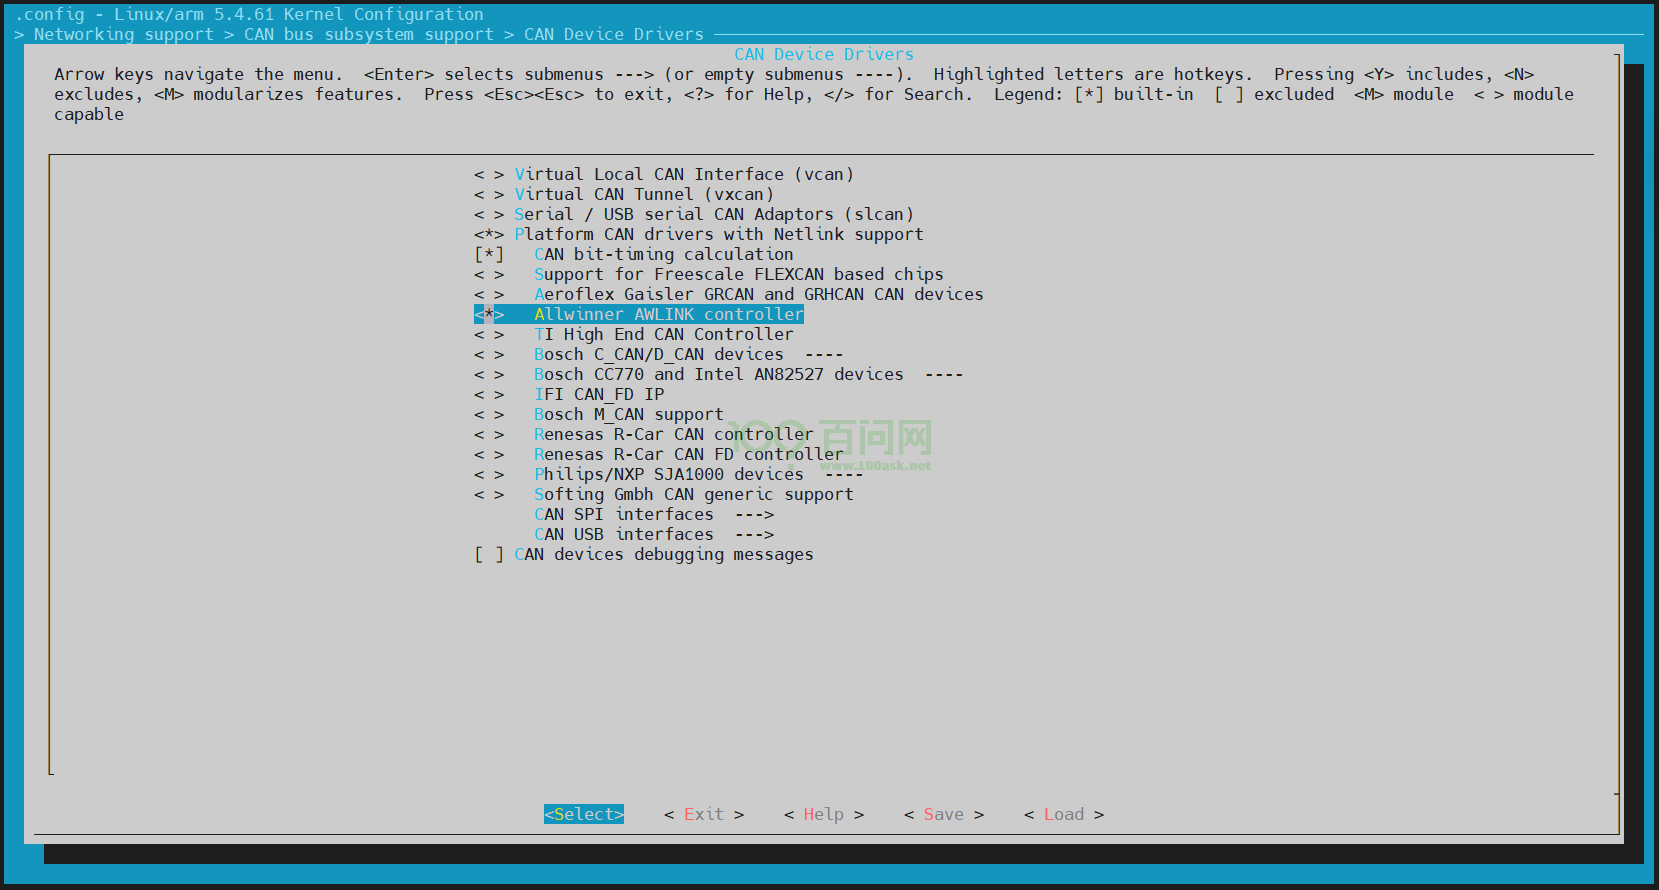 .config - Linux/arm 5.4.61 Kernel Configuration
> Networking support > CAN bus subsystem support > CAN Device Drivers
CAN Device Drivers
Arrow keys navigate the menu.  <Enter> selects submenus ---> (or empty submenus ----).  Highlighted letters are hotkeys.  Pressing <Y> includes, <N>
excludes, <M> modularizes features.  Press <Esc><Esc> to exit, <?> for Help, </> for Search.  Legend: [*] built-in  [ ] excluded  <M> module  < > module
capable
< > Virtual Local CAN Interface (vcan)
< > Virtual CAN Tunnel (vxcan)
< > Serial / USB serial CAN Adaptors (slcan)
<*> Platform CAN drivers with Netlink support
[*]   CAN bit-timing calculation
< >   Support for Freescale FLEXCAN based chips
< >   Aeroflex Gaisler GRCAN and GRHCAN CAN devices
<*>   Allwinner AWLINK controller
< >   TI High End CAN Controller
< >   Bosch C_CAN/D_CAN devices  ----
< >   Bosch CC770 and Intel AN82527 devices  ----
< >   IFI CAN_FD IP
< >   Bosch M_CAN support
< >   Renesas R-Car CAN controller
< >   Renesas R-Car CAN FD controller
< >   Philips/NXP SJA1000 devices  ----
< >   Softing Gmbh CAN generic support
CAN SPI interfaces  --->
CAN USB interfaces  --->
[ ] CAN devices debugging messages
百问网
www.100ask.net
<Select>    < Exit >    < Help >    < Save >    < Load >